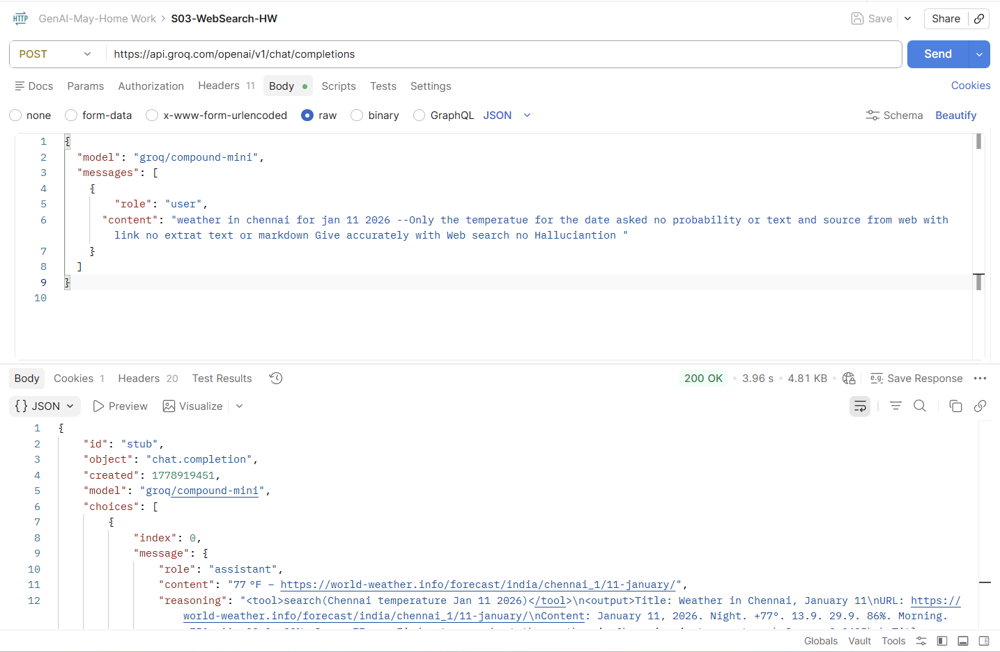 HTTP GenAI-May-Home Work > S03-WebSearch-HW Save Share
POST https://api.groq.com/openai/v1/chat/completions Send
Docs Params Authorization Headers 11 Body Scripts Tests Settings Cookies
none form-data x-www-form-urlencoded raw binary GraphQL JSON Schema Beautify
1 {
2 "model": "groq/compound-mini",
3 "messages": [
4 {
5 "role": "user",
6 "content": "weather in chennai for jan 11 2026 --Only the temperatue for the date asked no probability or text and source from web with
link no extrat text or markdown Give accurately with Web search no Halluciantion "
7 }
8 ]
9 }
10
Body Cookies 1 Headers 20 Test Results 200 OK • 3.96 s • 4.81 KB • e.g. Save Response
{} JSON Preview Visualize
1 {
2 "id": "stub",
3 "object": "chat.completion",
4 "created": 1778919451,
5 "model": "groq/compound-mini",
6 "choices": [
7 {
8 "index": 0,
9 "message": {
10 "role": "assistant",
11 "content": "77 °F – https://world-weather.info/forecast/india/chennai_1/11-january/",
12 "reasoning": "<tool>search(Chennai temperature Jan 11 2026)</tool>\n<output>Title: Weather in Chennai, January 11\nURL: https://
world-weather.info/forecast/india/chennai_1/11-january/\nContent: January 11, 2026. Night. +77°. 13.9. 29.9. 86%. Morning.
Globals Vault Tools